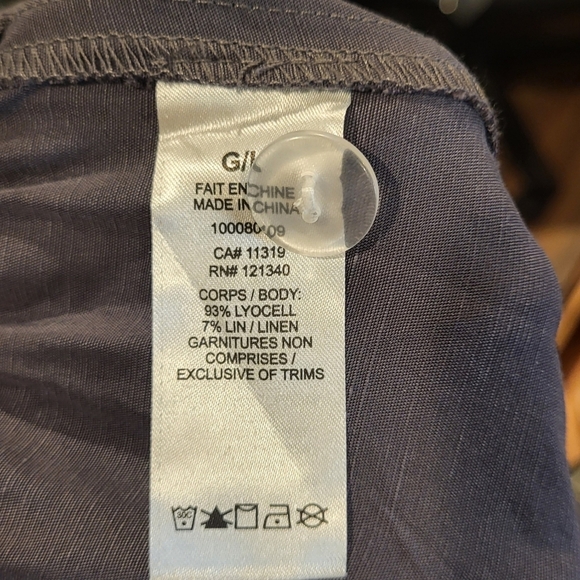 G/L
FAIT EN CHINE
MADE IN CHINA
CA# 11319
RN# 121340
CORPS / BODY:
93% LYOCELL
7% LIN / LINEN
GARNITURES NON
COMPRISES /
EXCLUSIVE OF TRIMS
30C